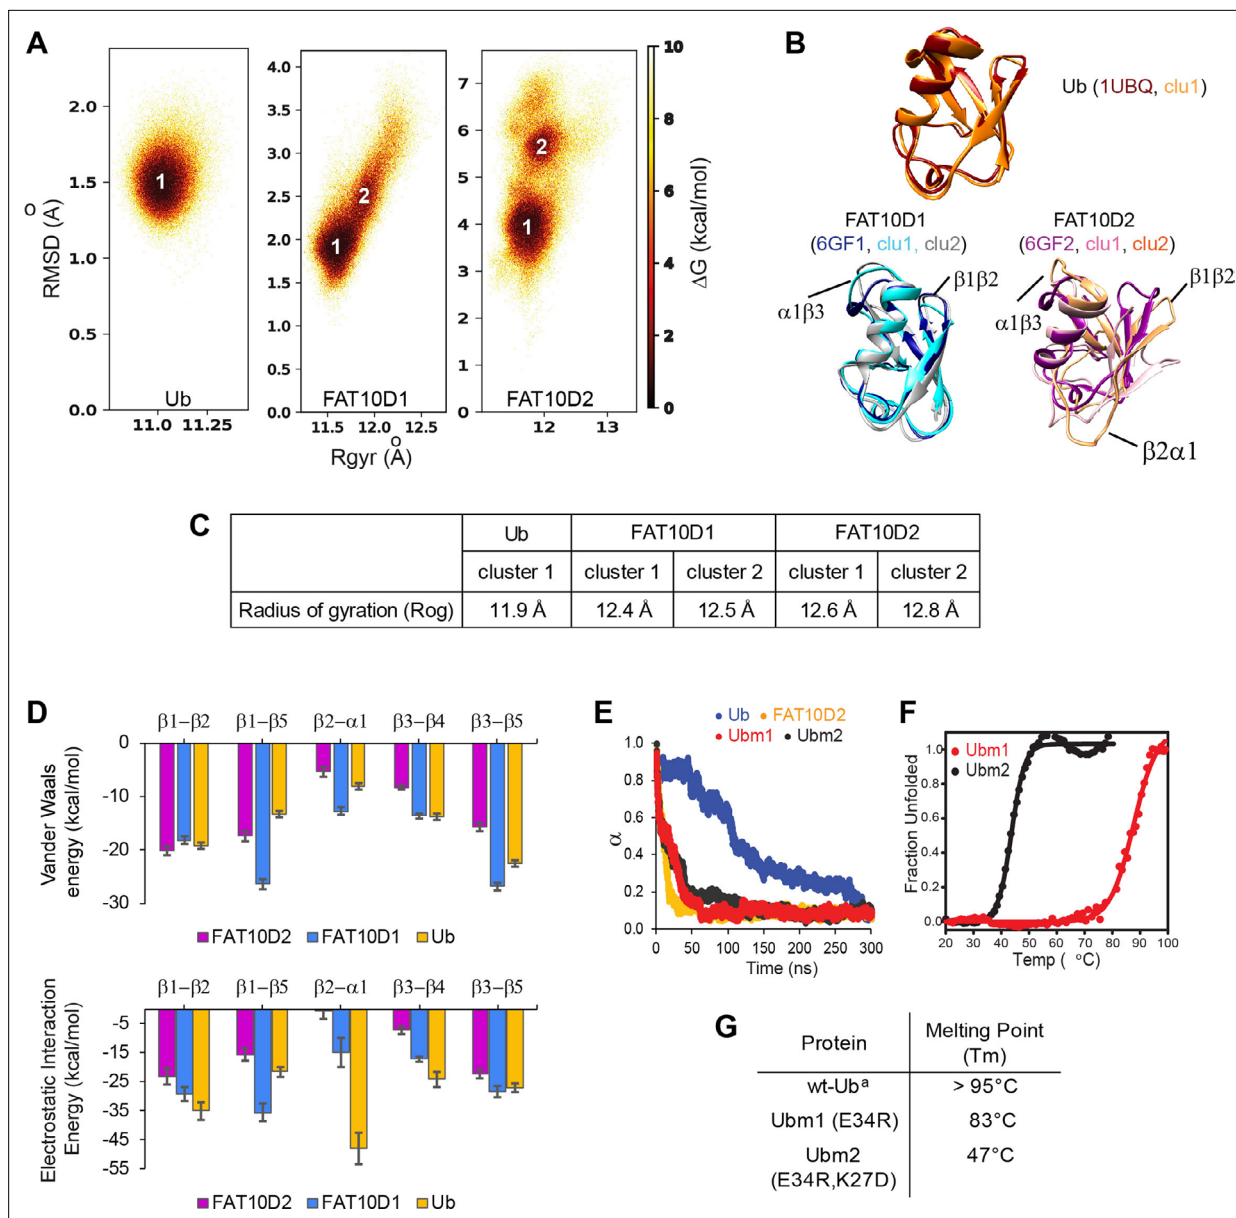 A
2.0
1.5
1.0
0.5
0.0
RMSD (A)
O
1
Ub
11.0 11.25
4.0
3.5
3.0
2.5
2.0
1.5
1.0
0.5
0.0
2
1
FAT10D1
11.5 12.0 12.5
O
Rgyr (A)
7
6
5
4
3
2
1
0
2
1
FAT10D2
12 13
10
8
6
4
2
0
ΔG (kcal/mol)
B
Ub (1UBQ, clu1)
FAT10D1
(6GF1, clu1, clu2)
α1β3
β1β2
FAT10D2
(6GF2, clu1, clu2)
α1β3
β1β2
β2α1
C
Ub FAT10D1 FAT10D2
cluster 1 cluster 1 cluster 2 cluster 1 cluster 2
Radius of gyration (Rog) 11.9 Å 12.4 Å 12.5 Å 12.6 Å 12.8 Å
D
β1−β2 β1−β5 β2−α1 β3−β4 β3−β5
0
-10
-20
-30
Vander Waals
energy (kcal/mol)
FAT10D2 FAT10D1 Ub
β1−β2 β1−β5 β2−α1 β3−β4 β3−β5
-5
-15
-25
-35
-45
-55
Electrostatic Interaction
Energy (kcal/mol)
FAT10D2 FAT10D1 Ub
E
Ub FAT10D2
Ubm1 Ubm2
1.0
0.8
0.6
0.4
0.2
0.0
α
0 50 100 150 200 250 300
Time (ns)
F
Ubm1
Ubm2
1.0
0.8
0.6
0.4
0.2
0.0
Fraction Unfolded
20 30 40 50 60 70 80 90 100
Temp ( °C)
G
Protein Melting Point
(Tm)
wt-Ubᵃ > 95°C
Ubm1 (E34R) 83°C
Ubm2 47°C
(E34R,K27D)